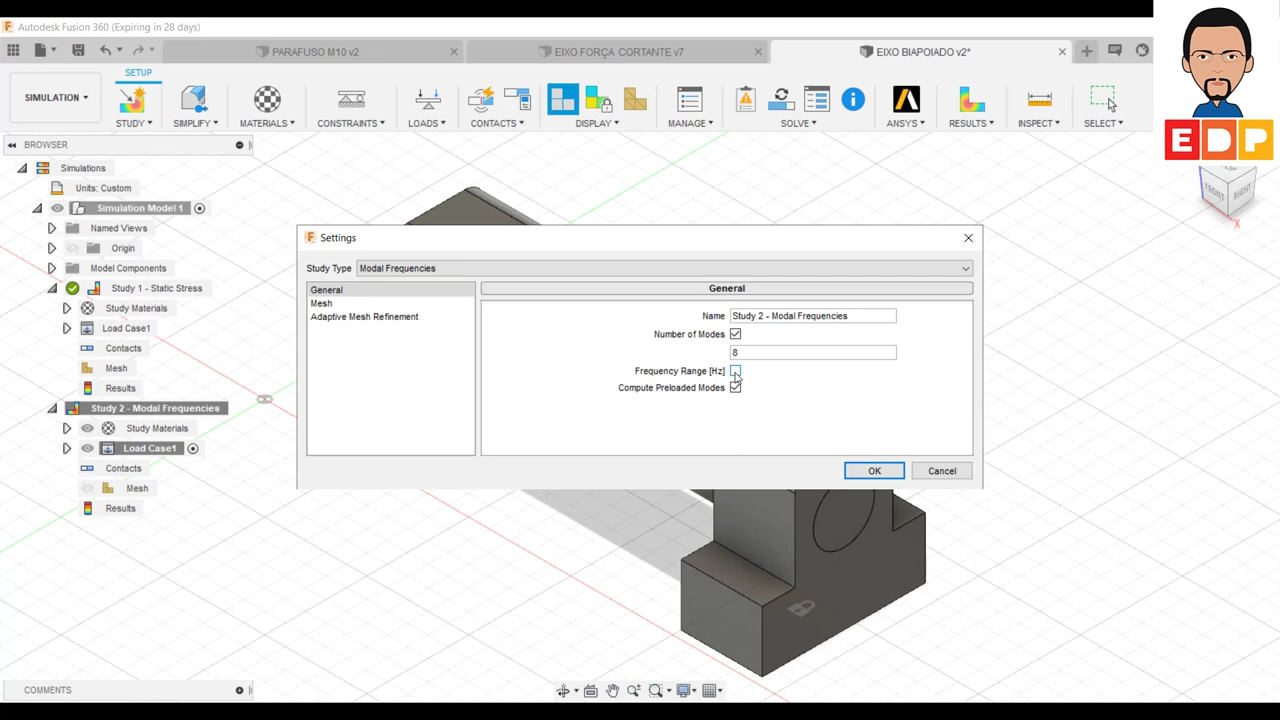 Autodesk Fusion 360 (Expiring in 28 days)
PARAFUSO M10 v2
EIXO FORÇA CORTANTE v7
EIXO BIAPOIADO v2*
SETUP
SIMULATION
STUDY
SIMPLIFY
MATERIALS
CONSTRAINTS
LOADS
CONTACTS
DISPLAY
MANAGE
SOLVE
ANSYS
RESULTS
INSPECT
SELECT
EDP
BROWSER
Simulations
Units: Custom
Simulation Model 1
Named Views
Origin
Model Components
Study 1 - Static Stress
Study Materials
Load Case1
Contacts
Mesh
Results
Study 2 - Modal Frequencies
Study Materials
Load Case1
Contacts
Mesh
Results
FRONT
RIGHT
X
Settings
Study Type
Modal Frequencies
General
Mesh
Adaptive Mesh Refinement
General
Name
Study 2 - Modal Frequencies
Number of Modes
8
Frequency Range [Hz]
Compute Preloaded Modes
OK
Cancel
COMMENTS